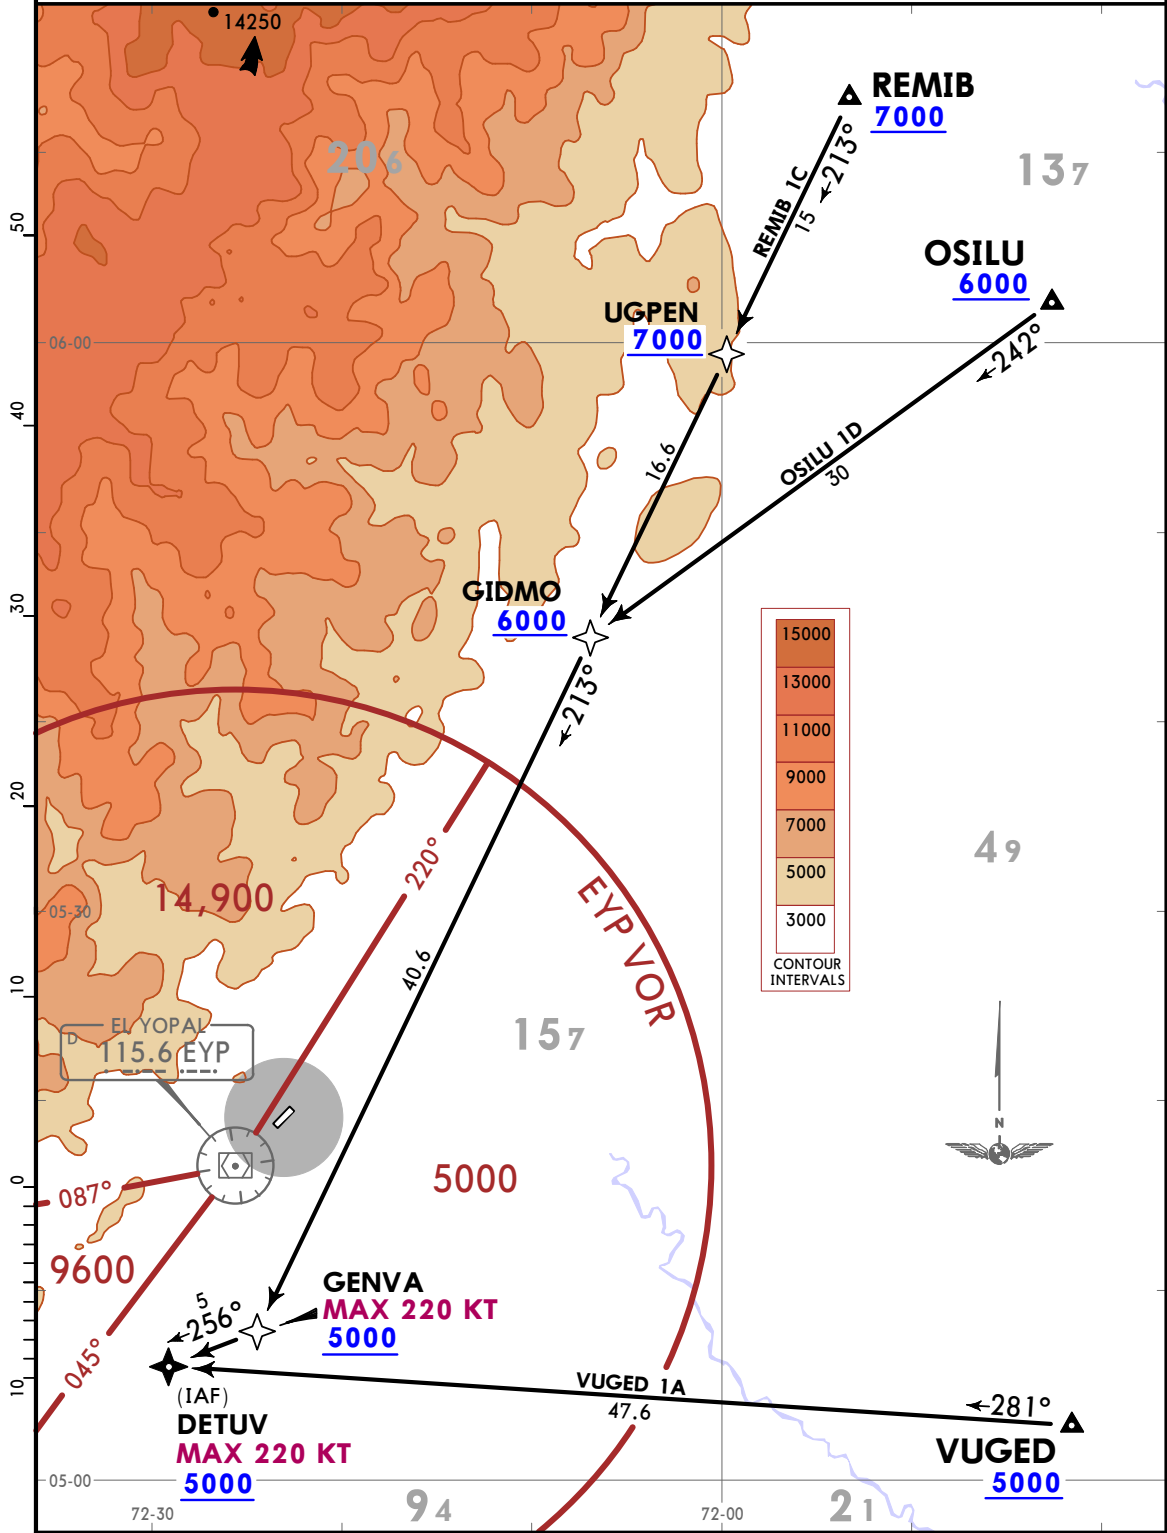 14250
REMIB
7000
206
137
213°
REMIB 1C
15
50
OSILU
6000
UGPEN
7000
06-00
242°
40
OSILU 1D
30
16.6
GIDMO
6000
30
213°
15000
13000
11000
9000
7000
5000
3000
CONTOUR
INTERVALS
20
220°
49
14,900
05-30
EYP VOR
40.6
10
EL YOPAL
D
115.6 EYP
157
N
0
087°
5000
9600
GENVA
MAX 220 KT
5000
5
256°
045°
10
(IAF)
DETUV
MAX 220 KT
5000
VUGED 1A
47.6
281°
VUGED
5000
05-00
72-30
94
72-00
21